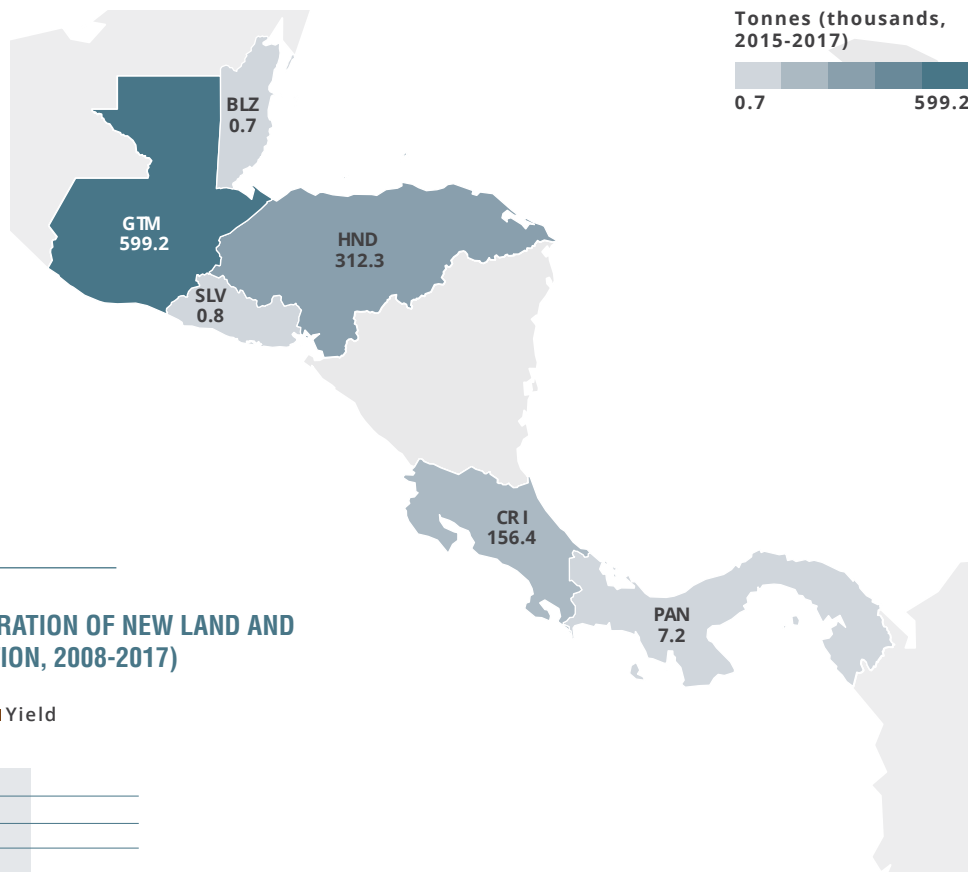 Tonnes (thousands,
2015-2017)
0.7 599.2
BLZ
0.7
GTM
599.2
HND
312.3
SLV
0.8
CRI
156.4
PAN
7.2
RATION OF NEW LAND AND
ION, 2008-2017)
Yield